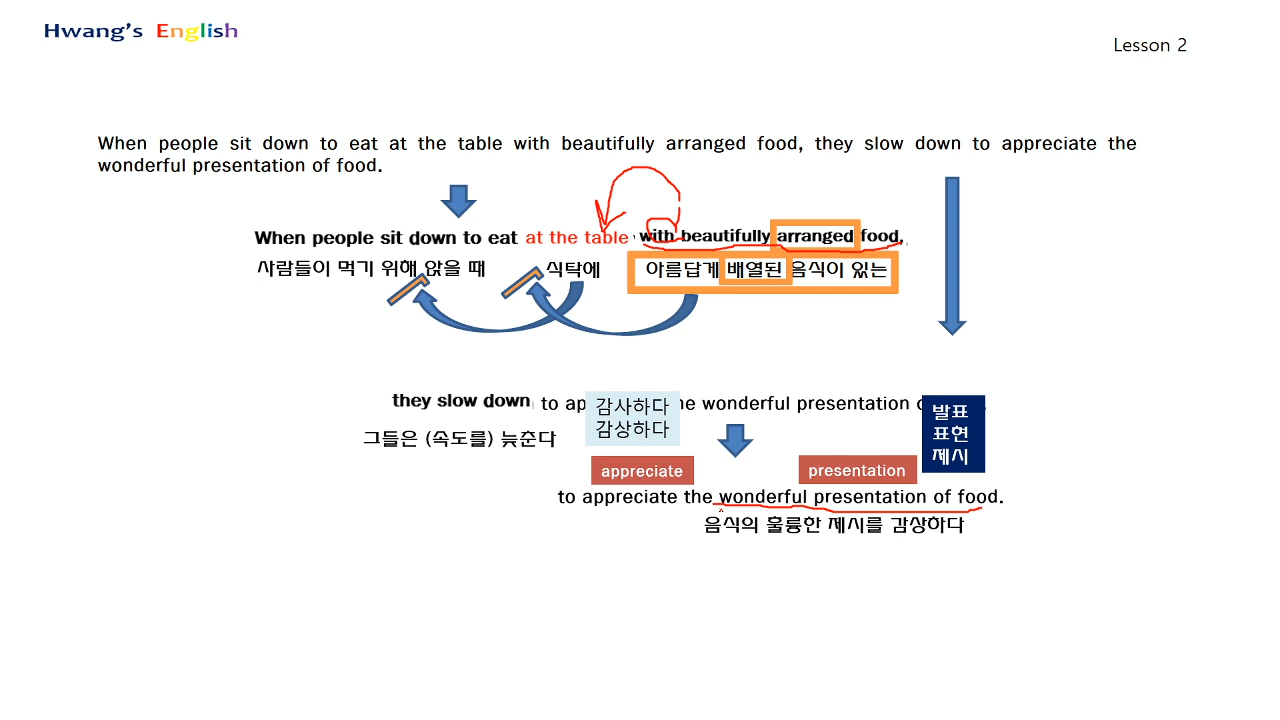 Hwang's English
Lesson 2
When people sit down to eat at the table with beautifully arranged food, they slow down to appreciate the
wonderful presentation of food.
When people sit down to eat at the table with beautifully arranged food,
사람들이 먹기 위해 앉을 때 식탁에 아름답게 배열된 음식이 있는
they slow down to ap he wonderful presentation
감사하다
감상하다
발표
표현
제시
그들은 (속도를) 늦춘다
appreciate presentation
to appreciate the wonderful presentation of food.
음식의 훌륭한 제시를 감상하다